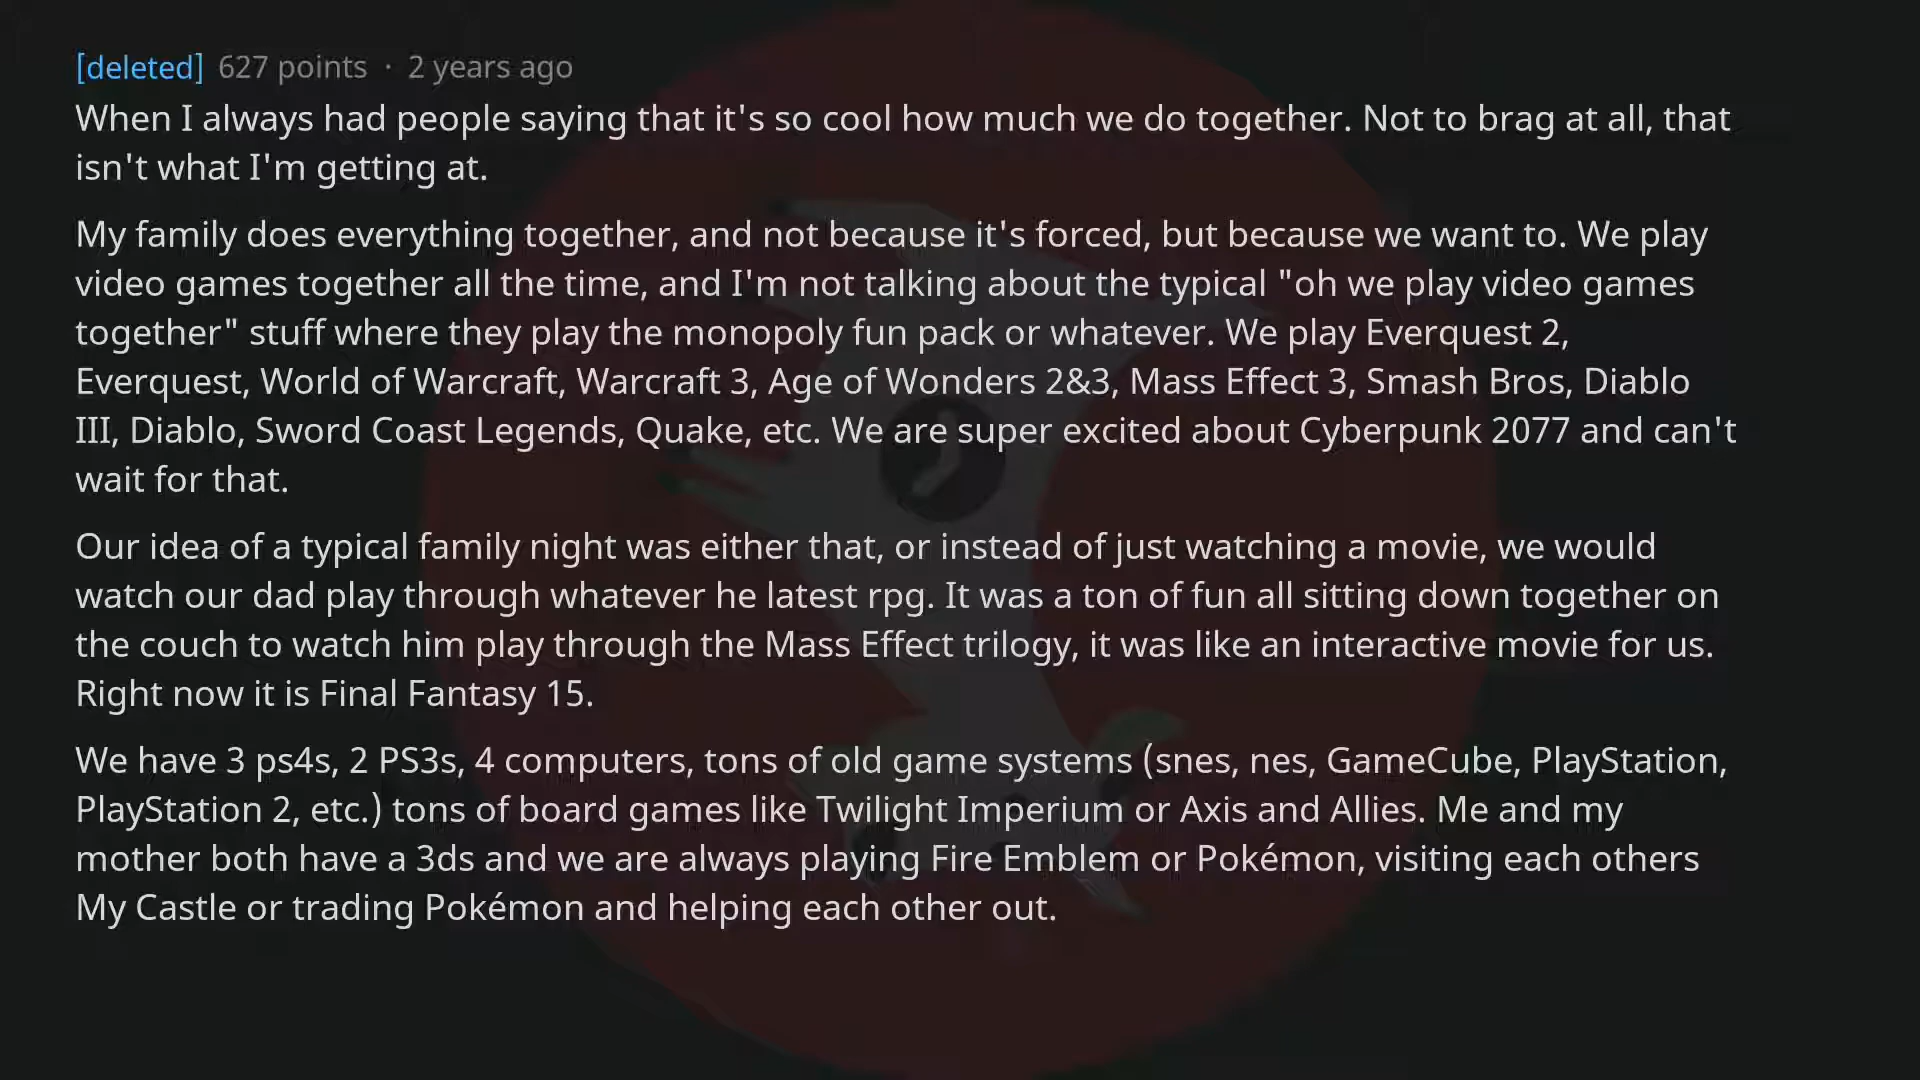 [deleted] 627 points · 2 years ago
When I always had people saying that it's so cool how much we do together. Not to brag at all, that
isn't what I'm getting at.
My family does everything together, and not because it's forced, but because we want to. We play
video games together all the time, and I'm not talking about the typical "oh we play video games
together" stuff where they play the monopoly fun pack or whatever. We play Everquest 2,
Everquest, World of Warcraft, Warcraft 3, Age of Wonders 2&3, Mass Effect 3, Smash Bros, Diablo
III, Diablo, Sword Coast Legends, Quake, etc. We are super excited about Cyberpunk 2077 and can't
wait for that.
Our idea of a typical family night was either that, or instead of just watching a movie, we would
watch our dad play through whatever he latest rpg. It was a ton of fun all sitting down together on
the couch to watch him play through the Mass Effect trilogy, it was like an interactive movie for us.
Right now it is Final Fantasy 15.
We have 3 ps4s, 2 PS3s, 4 computers, tons of old game systems (snes, nes, GameCube, PlayStation,
PlayStation 2, etc.) tons of board games like Twilight Imperium or Axis and Allies. Me and my
mother both have a 3ds and we are always playing Fire Emblem or Pokémon, visiting each others
My Castle or trading Pokémon and helping each other out.